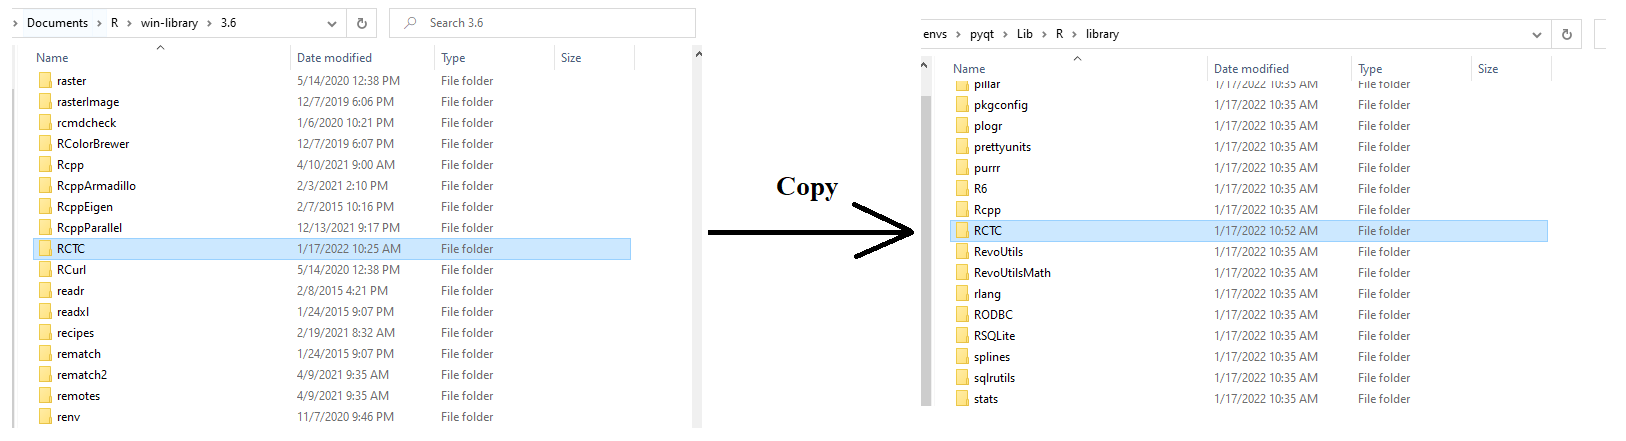 Documents > R > win-library > 3.6
Search 3.6
Name Date modified Type Size
raster 5/14/2020 12:38 PM File folder
rasterImage 12/7/2019 6:06 PM File folder
rcmdcheck 1/6/2020 10:21 PM File folder
RColorBrewer 12/7/2019 6:07 PM File folder
Rcpp 4/10/2021 9:00 AM File folder
RcppArmadillo 2/3/2021 2:10 PM File folder
RcppEigen 2/7/2015 10:16 PM File folder
RcppParallel 12/13/2021 9:17 PM File folder
RCTC 1/17/2022 10:25 AM File folder
RCurl 5/14/2020 12:38 PM File folder
readr 2/8/2015 4:21 PM File folder
readxl 1/24/2015 9:07 PM File folder
recipes 2/19/2021 8:32 AM File folder
rematch 1/24/2015 9:07 PM File folder
rematch2 4/9/2021 9:35 AM File folder
remotes 4/9/2021 9:35 AM File folder
renv 11/7/2020 9:46 PM File folder
Copy
envs > pyqt > Lib > R > library
Name Date modified Type Size
pillar 1/17/2022 10:35 AM File folder
pkgconfig 1/17/2022 10:35 AM File folder
plogr 1/17/2022 10:35 AM File folder
prettyunits 1/17/2022 10:35 AM File folder
purrr 1/17/2022 10:35 AM File folder
R6 1/17/2022 10:35 AM File folder
Rcpp 1/17/2022 10:35 AM File folder
RCTC 1/17/2022 10:52 AM File folder
RevoUtils 1/17/2022 10:35 AM File folder
RevoUtilsMath 1/17/2022 10:35 AM File folder
rlang 1/17/2022 10:35 AM File folder
RODBC 1/17/2022 10:35 AM File folder
RSQLite 1/17/2022 10:35 AM File folder
splines 1/17/2022 10:35 AM File folder
sqlrutils 1/17/2022 10:35 AM File folder
stats 1/17/2022 10:35 AM File folder